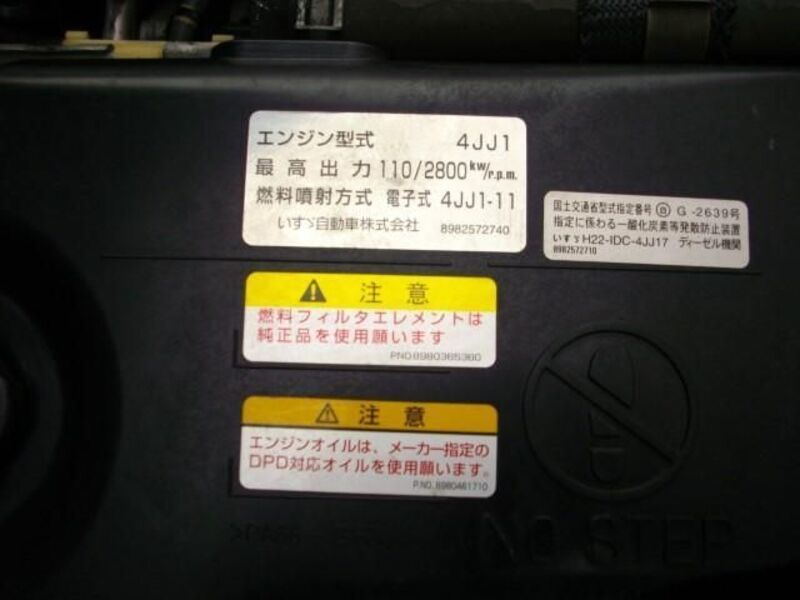 エンジン型式 4JJ1
最高出力 110/2800kW/r.p.m.
燃料噴射方式 電子式 4JJ1-11
いすゞ自動車株式会社 8982572740
国土交通省型式指定番号 ⓐ G-2639号
指定に係わる一酸化炭素等発散防止装置
いすゞ H22-IDC-4JJ17 ディーゼル機関
8982572710
注意
燃料フィルタエレメントは
純正品を使用願います
PNO.8980365360
注意
エンジンオイルは、メーカー指定の
DPD対応オイルを使用願います。
P.NO. 8980461710
NO STEP